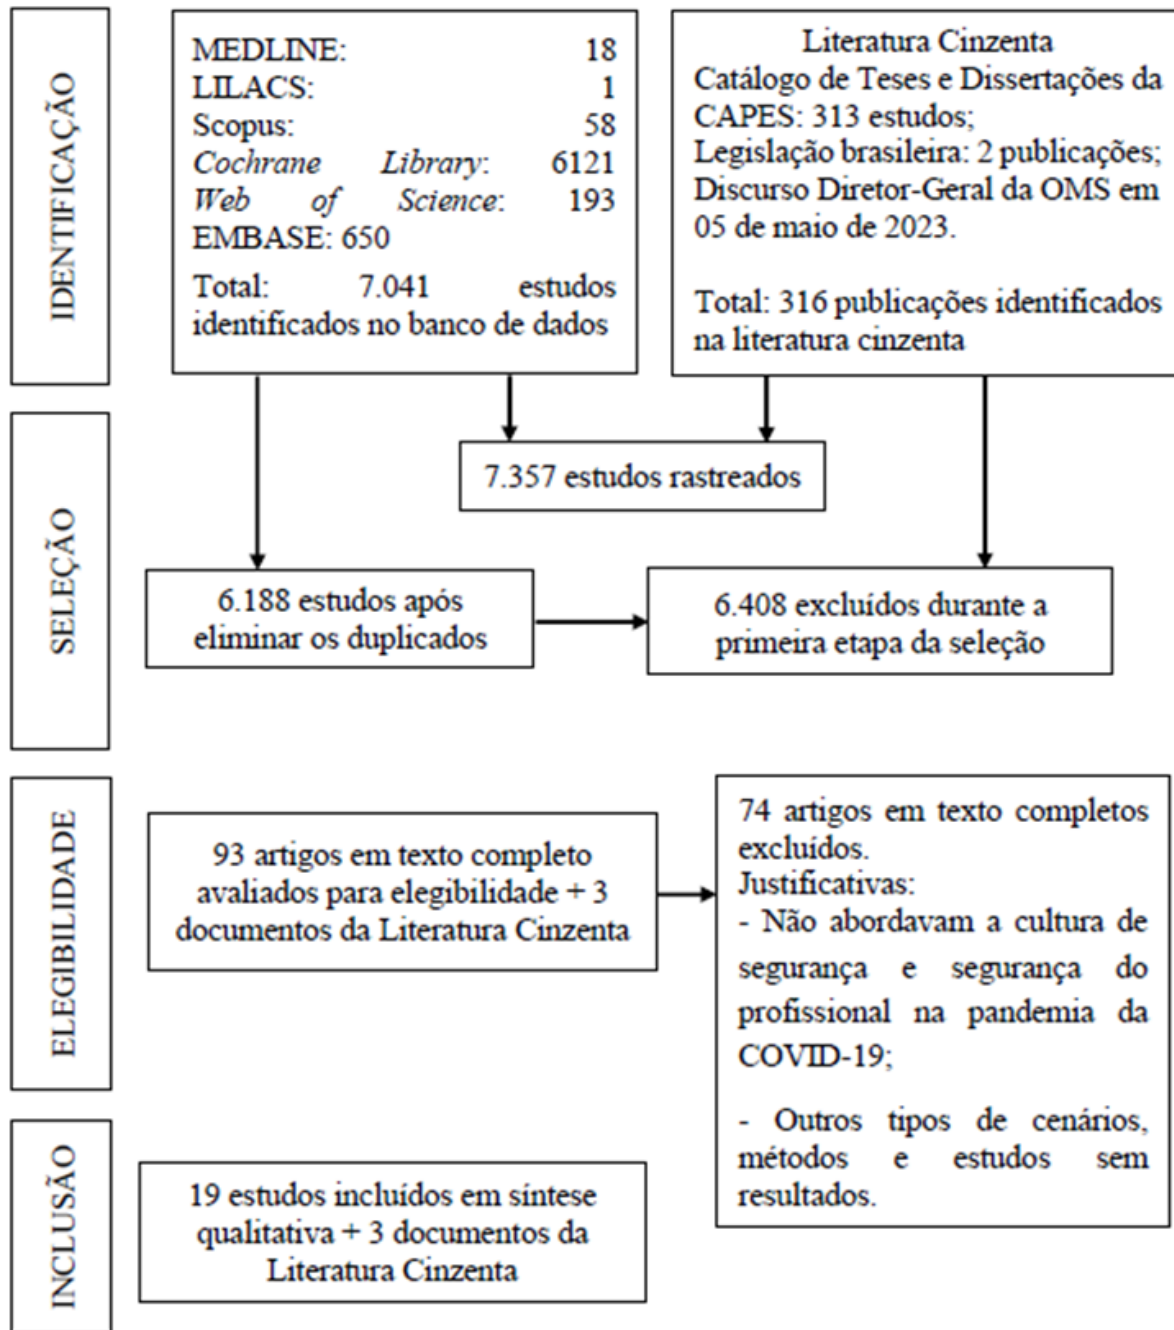 IDENTIFICAÇÃO
MEDLINE: 18
LILACS: 1
Scopus: 58
Cochrane Library: 6121
Web of Science: 193
EMBASE: 650
Total: 7.041 estudos
identificados no banco de dados
Literatura Cinzenta
Catálogo de Teses e Dissertações da
CAPES: 313 estudos;
Legislação brasileira: 2 publicações;
Discurso Diretor-Geral da OMS em
05 de maio de 2023.
Total: 316 publicações identificados
na literatura cinzenta
SELEÇÃO
7.357 estudos rastreados
6.188 estudos após
eliminar os duplicados
6.408 excluídos durante a
primeira etapa da seleção
ELEGIBILIDADE
93 artigos em texto completo
avaliados para elegibilidade + 3
documentos da Literatura Cinzenta
74 artigos em texto completos
excluídos.
Justificativas:
- Não abordavam a cultura de
segurança e segurança do
profissional na pandemia da
COVID-19;
- Outros tipos de cenários,
métodos e estudos sem
resultados.
INCLUSÃO
19 estudos incluídos em síntese
qualitativa + 3 documentos da
Literatura Cinzenta